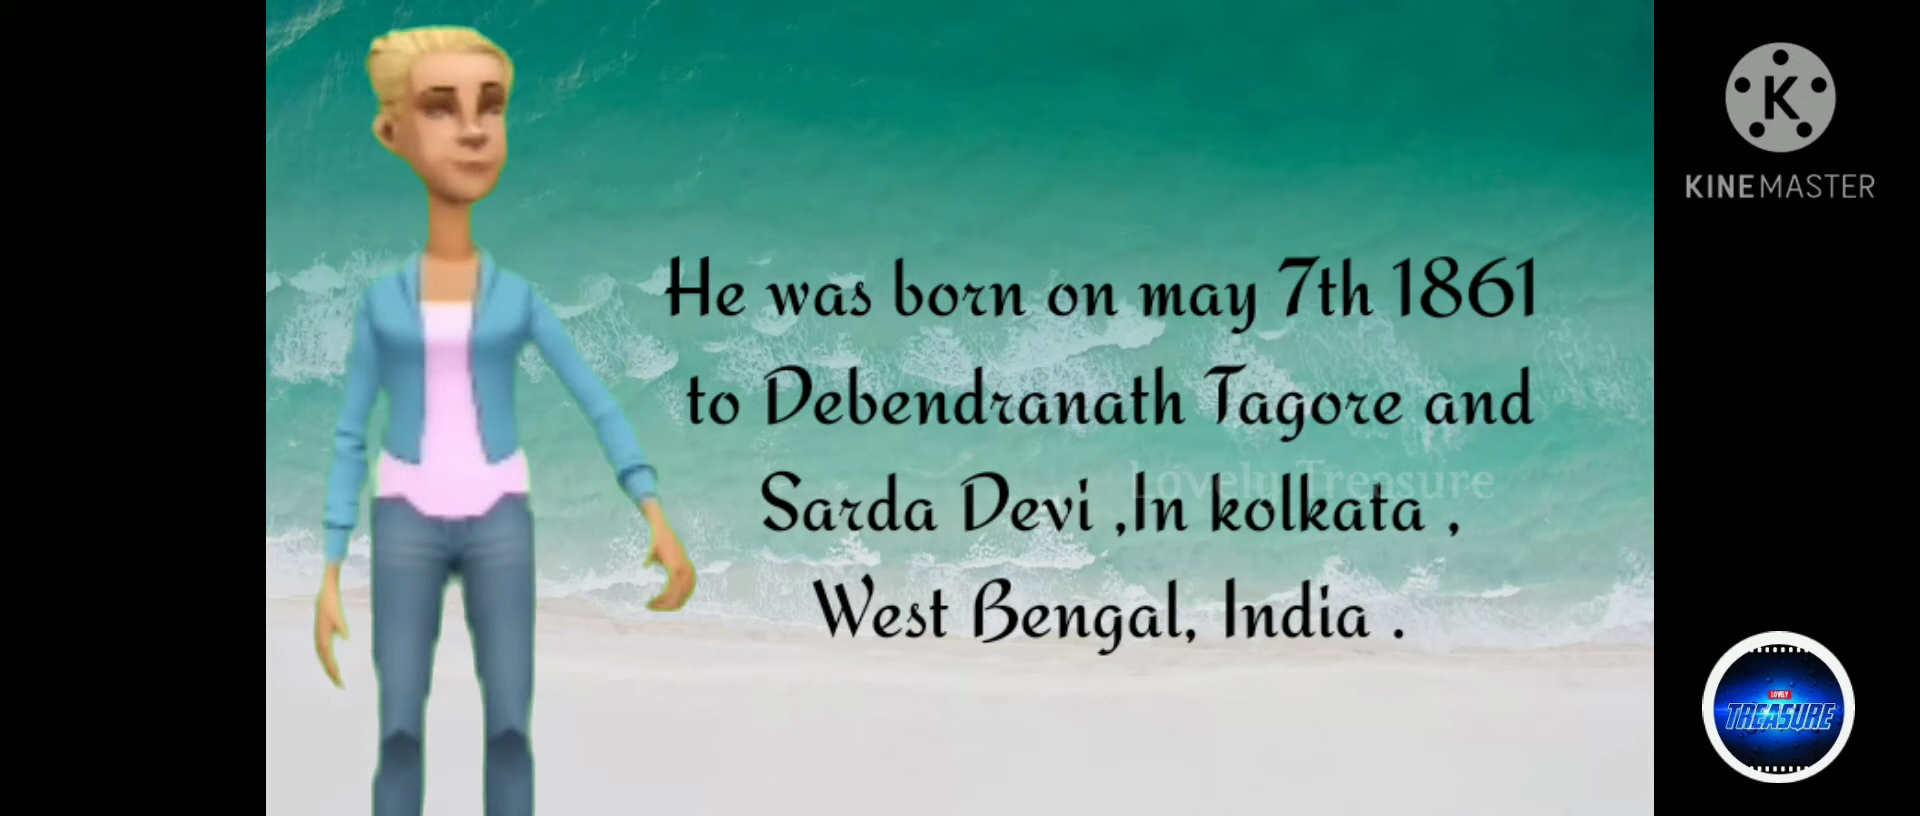 He was born on may 7th 1861
to Debendranath Tagore and
Sarda Devi ,In kolkata ,
West Bengal, India .
Lovely Treasure
K
KINEMASTER
LOVELY
TREASURE